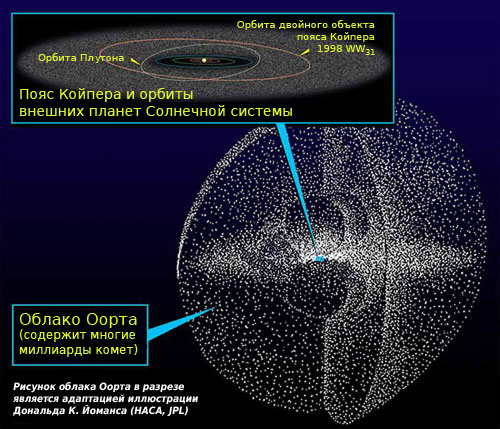 Орбита двойного объекта
пояса Койпера
1998 WW31
Орбита Плутона
Пояс Койпера и орбиты
внешних планет Солнечной системы
Облако Оорта
(содержит многие
миллиарды комет)
Рисунок облака Оорта в разрезе
является адаптацией иллюстрации
Дональда К. Йоманса (НАСА, JPL)